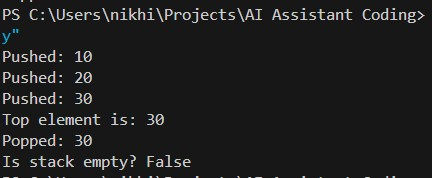 PS C:\Users\nikhi\Projects\AI Assistant Coding>
y"
Pushed: 10
Pushed: 20
Pushed: 30
Top element is: 30
Popped: 30
Is stack empty? False